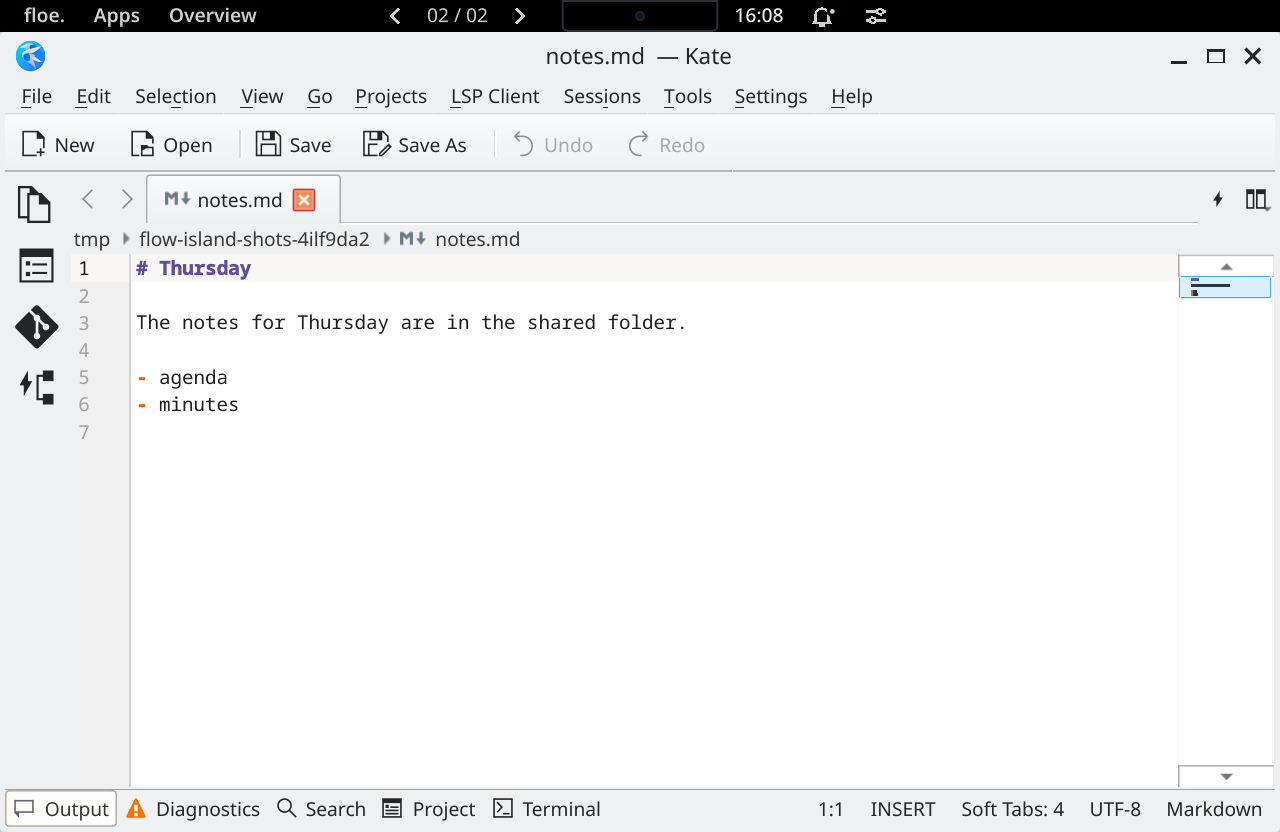 floe. Apps Overview 02 / 02 16:08
notes.md — Kate
File Edit Selection View Go Projects LSP Client Sessions Tools Settings Help
New Open Save Save As Undo Redo
notes.md
tmp flow-island-shots-4ilf9da2 notes.md
1 # Thursday
2
3 The notes for Thursday are in the shared folder.
4
5 - agenda
6 - minutes
7
Output Diagnostics Search Project Terminal 1:1 INSERT Soft Tabs: 4 UTF-8 Markdown